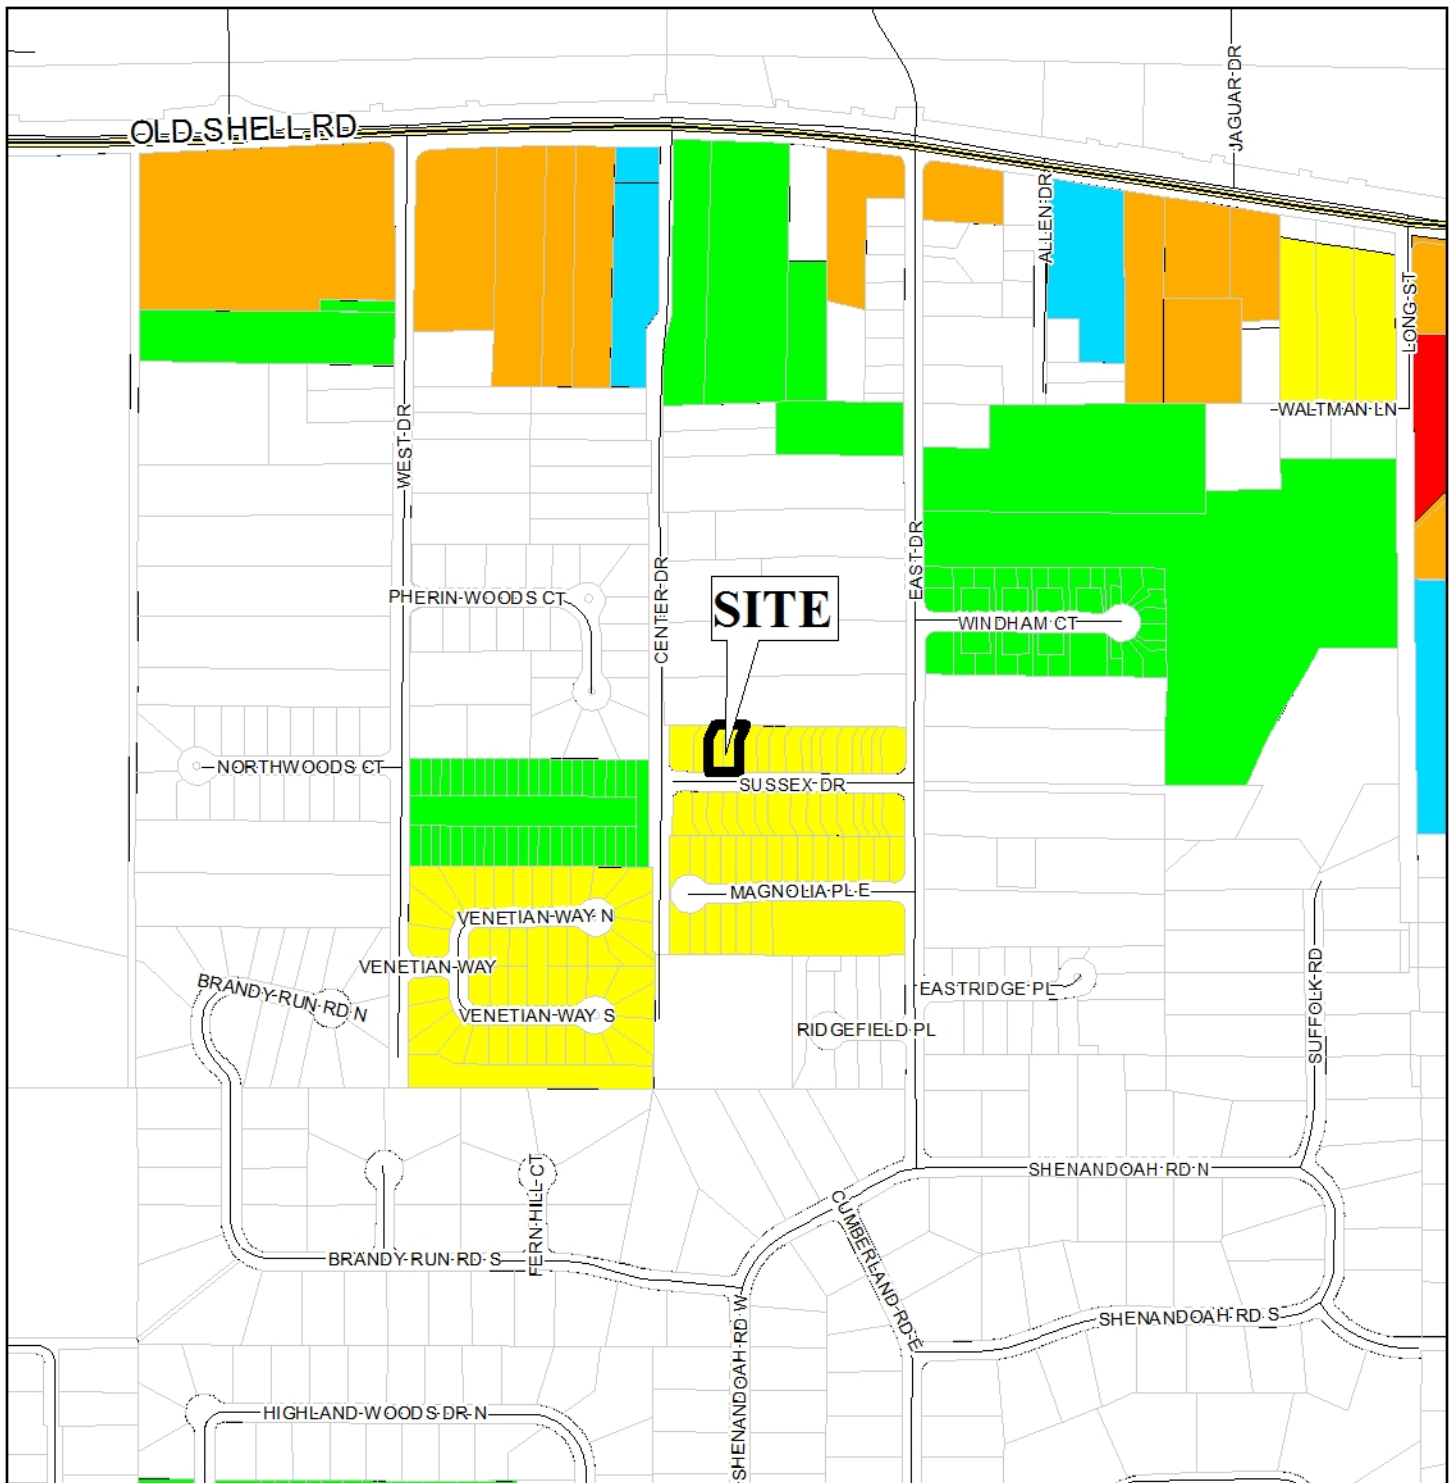 JAGUAR DR
OLD SHELL RD
ALLEN DR
LONG ST
WALTMAN LN
WEST DR
EAST DR
CENTER DR
PHERIN WOODS CT
SITE
WINDHAM CT
NORTHWOODS CT
SUSSEX DR
MAGNOLIA PL E
VENETIAN WAY N
VENETIAN WAY
BRANDY RUN RD N
EASTRIDGE PL
VENETIAN WAY S
RIDGEFIELD PL
SUFFOLK RD
SHENANDOAH RD N
FERN HILL CT
CUMBERLAND RD E
BRANDY RUN RD S
SHENANDOAH RD W
SHENANDOAH RD S
HIGHLAND WOODS DR N